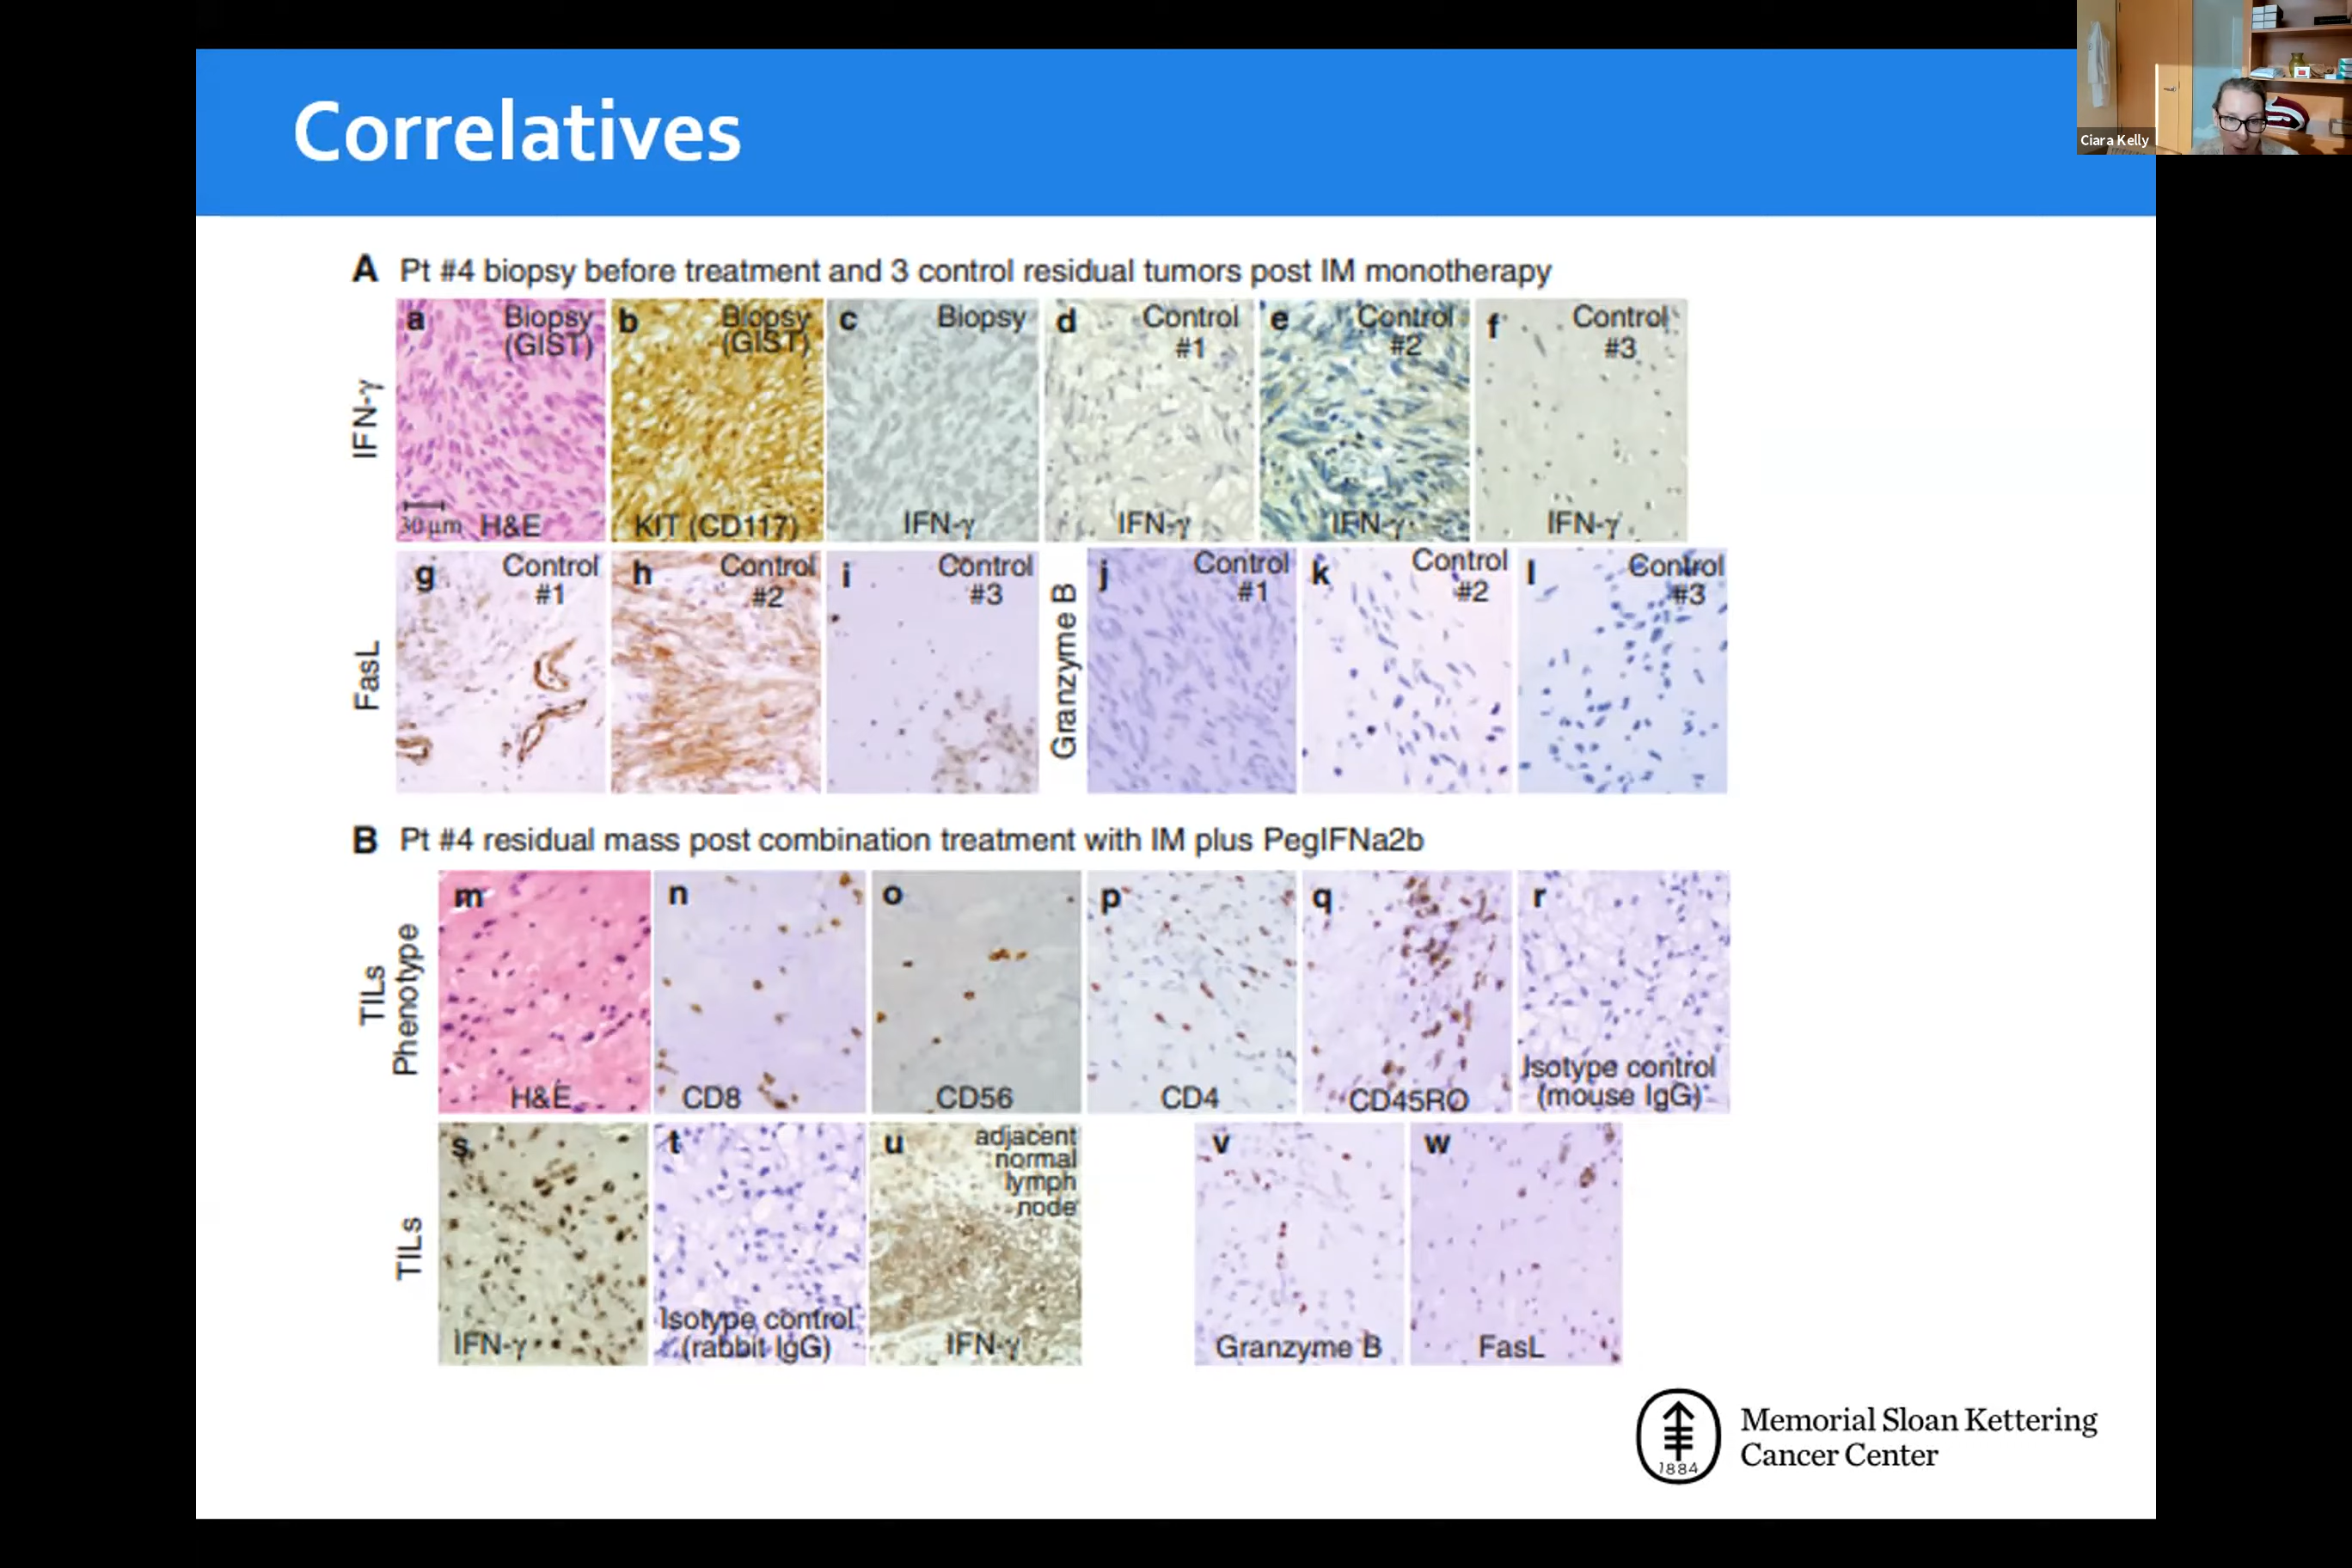 Correlatives
Ciara Kelly
A Pt #4 biopsy before treatment and 3 control residual tumors post IM monotherapy
IFN-γ
a Biopsy
(GIST)
30 µm H&E
b Biopsy
(GIST)
KIT (CD117)
c Biopsy
IFN-γ
d Control
#1
IFN-γ
e Control
#2
IFN-γ
f Control
#3
IFN-γ
FasL
g Control
#1
h Control
#2
i Control
#3
Granzyme B
j Control
#1
k Control
#2
l Control
#3
B Pt #4 residual mass post combination treatment with IM plus PegIFNa2b
TILs
Phenotype
m
H&E
n
CD8
o
CD56
p
CD4
q
CD45RO
r
Isotype control
(mouse IgG)
TILs
s
IFN-γ
t
Isotype control
(rabbit IgG)
u adjacent
normal
lymph
node
IFN-γ
v
Granzyme B
w
FasL
1884
Memorial Sloan Kettering
Cancer Center